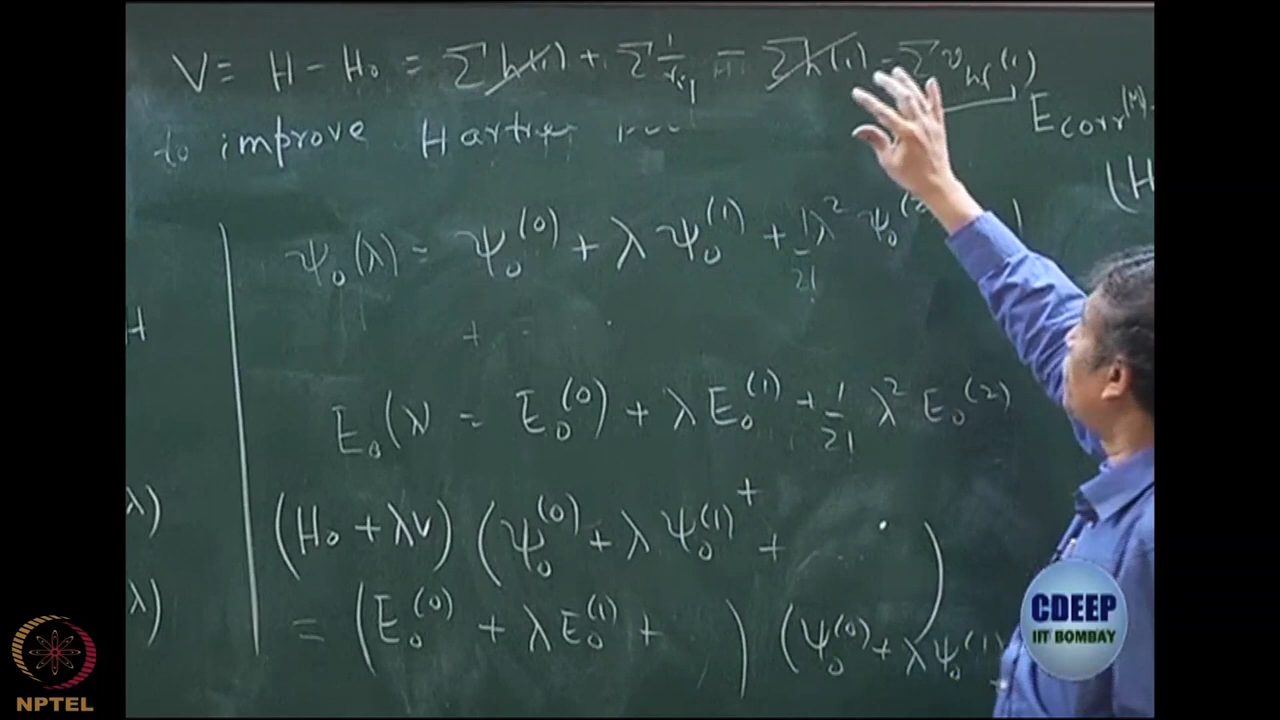 V = H - H₀ = Σ h(i) + Σ 1/rᵢⱼ - Σ h(i) - Σ v_hf(i)
E_corr^(M)
to improve Hartree
(H
ψ₀(λ) = ψ₀^(0) + λ ψ₀^(1) + 1/2! λ² ψ₀
+ ...
H
E₀(λ = E₀^(0) + λ E₀^(1) + 1/2! λ² E₀^(2)
λ)
(H₀ + λV) (ψ₀^(0) + λ ψ₀^(1) + + ....)
λ)
= (E₀^(0) + λ E₀^(1) + ) (ψ₀^(0) + λ ψ₀^(1)
CDEEP
IIT BOMBAY
NPTEL